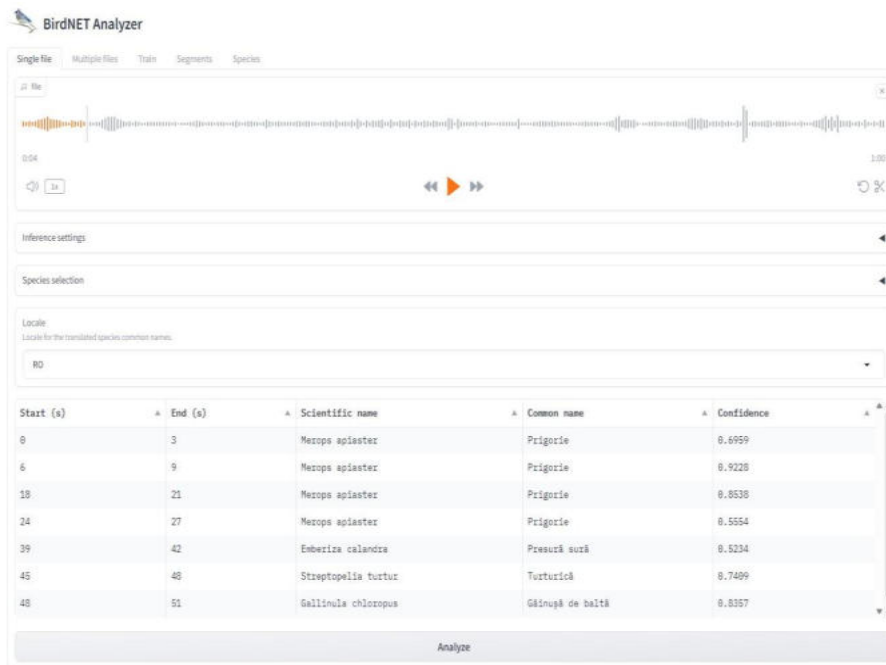 BirdNET Analyzer
Single file Multiple files Train Segments Species
file
0:04 1:00
1x
Inference settings
Species selection
Locale
Locale for the translated species common names.
RO
Start (s) End (s) Scientific name Common name Confidence
0 3 Merops apiaster Prigorie 0.6959
6 9 Merops apiaster Prigorie 0.9228
18 21 Merops apiaster Prigorie 0.8538
24 27 Merops apiaster Prigorie 0.5554
39 42 Emberiza calandra Presură sură 0.5234
45 48 Streptopelia turtur Turturică 0.7409
48 51 Gallinula chloropus Găinușă de baltă 0.8357
Analyze